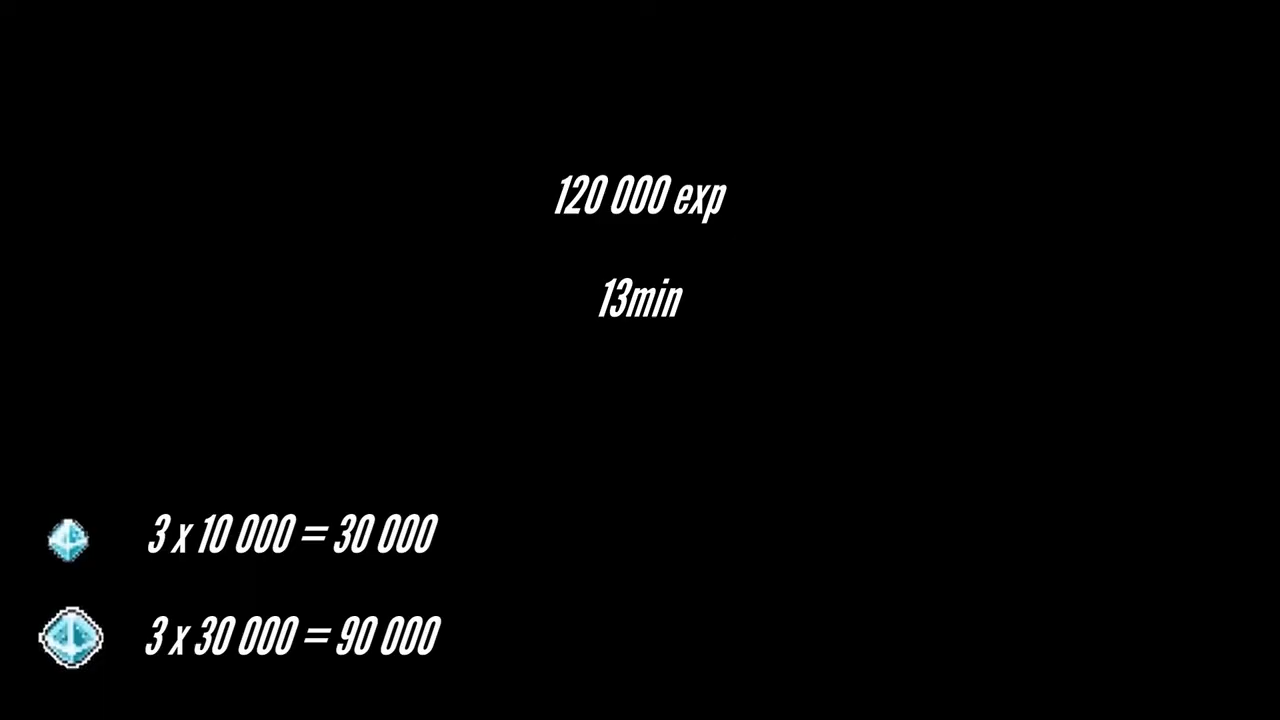 120 000 exp
13min
3 x 10 000 = 30 000
3 x 30 000 = 90 000